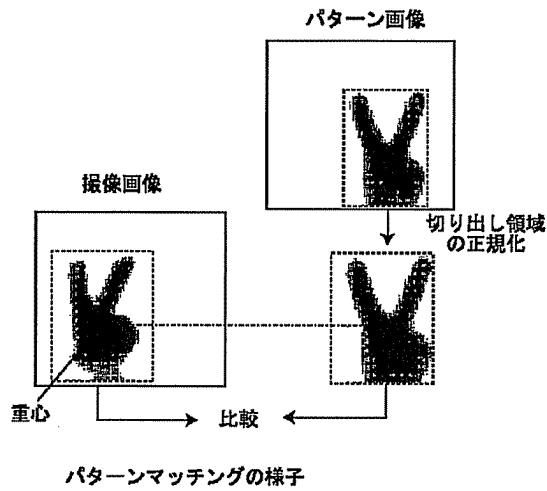 パターン画像
撮像画像
切り出し領域
の正規化
重心
比較
パターンマッチングの様子